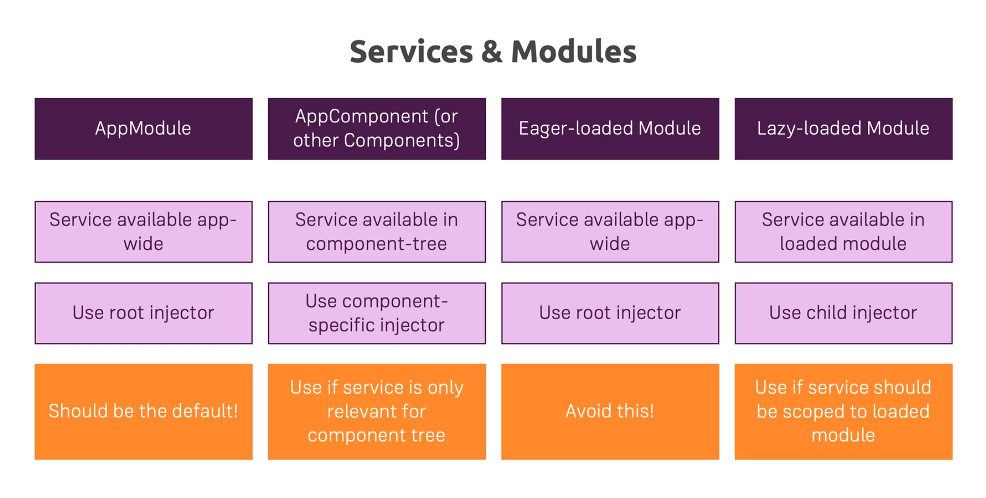 Services & Modules
AppModule
AppComponent (or
other Components)
Eager-loaded Module
Lazy-loaded Module
Service available app-
wide
Service available in
component-tree
Service available app-
wide
Service available in
loaded module
Use root injector
Use component-
specific injector
Use root injector
Use child injector
Should be the default!
Use if service is only
relevant for
component tree
Avoid this!
Use if service should
be scoped to loaded
module